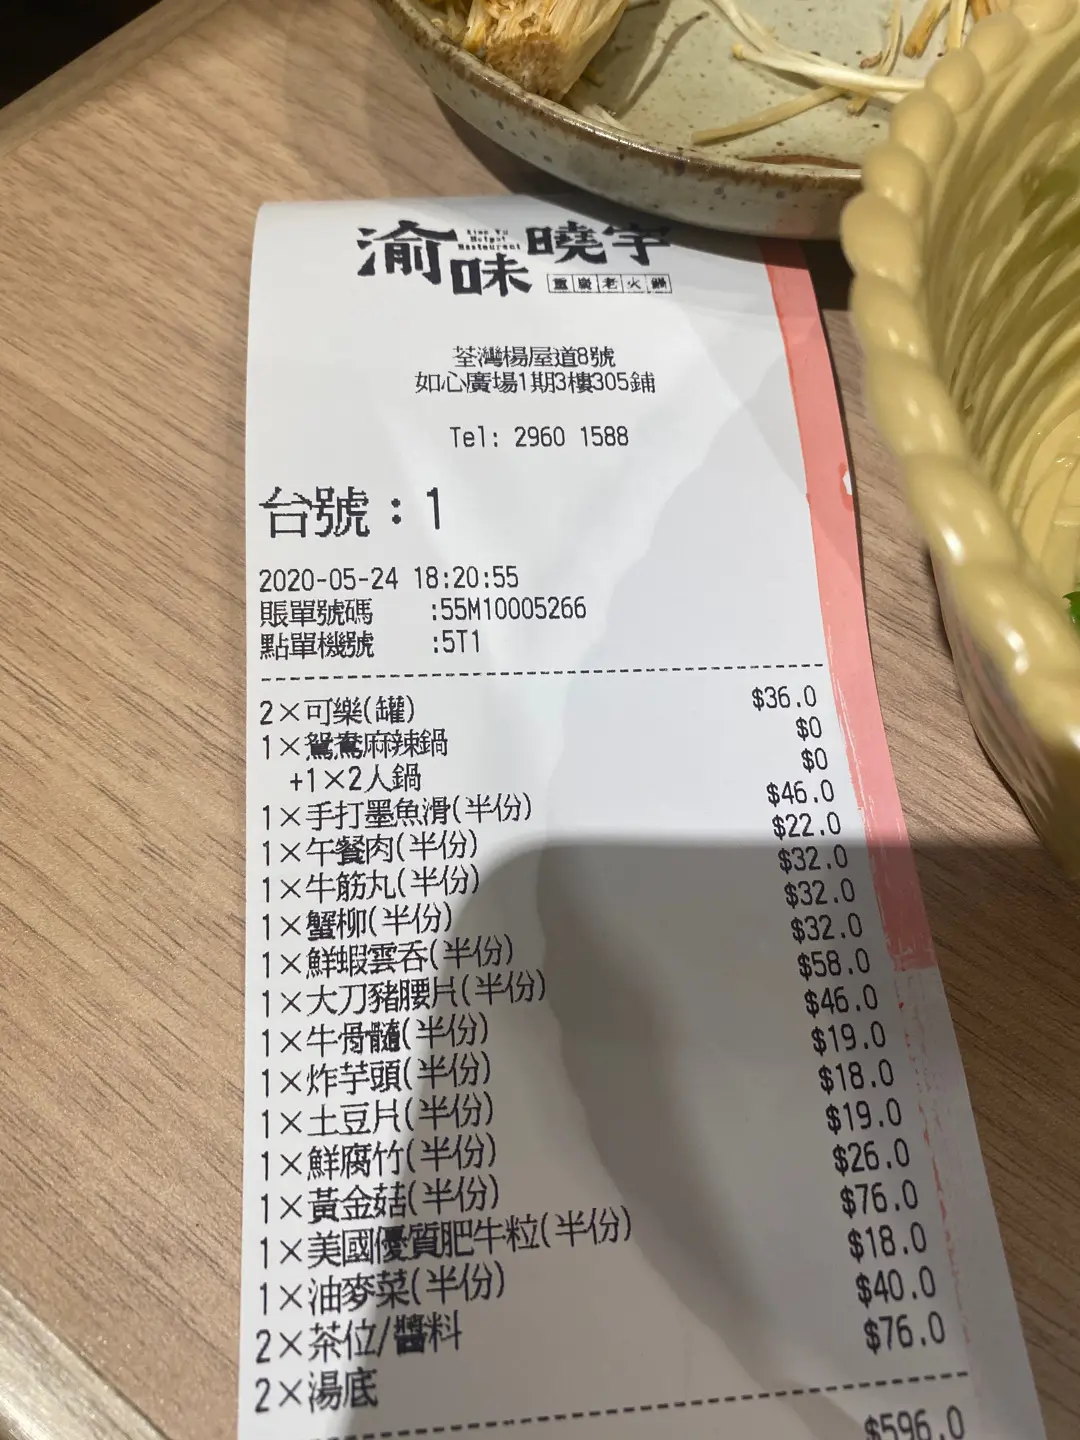 渝味曉宇
Xiao Yu
Hotpot
Restaurant
重慶老火鍋
荃灣楊屋道8號
如心廣場1期3樓305鋪
Tel: 2960 1588
台號：1
2020-05-24 18:20:55
賬單號碼 :55M10005266
點單機號 :5T1
2×可樂(罐) $36.0
1×鴛鴦麻辣鍋 $0
+1×2人鍋 $0
1×手打墨魚滑(半份) $46.0
1×午餐肉(半份) $22.0
1×牛筋丸(半份) $32.0
1×蟹柳(半份) $32.0
1×鮮蝦雲吞(半份) $32.0
1×大刀豬腰片(半份) $58.0
1×牛骨髓(半份) $46.0
1×炸芋頭(半份) $19.0
1×土豆片(半份) $18.0
1×鮮腐竹(半份) $19.0
1×黃金菇(半份) $26.0
1×美國優質肥牛粒(半份) $76.0
1×油麥菜(半份) $18.0
2×茶位/醬料 $40.0
2×湯底 $76.0
$596.0